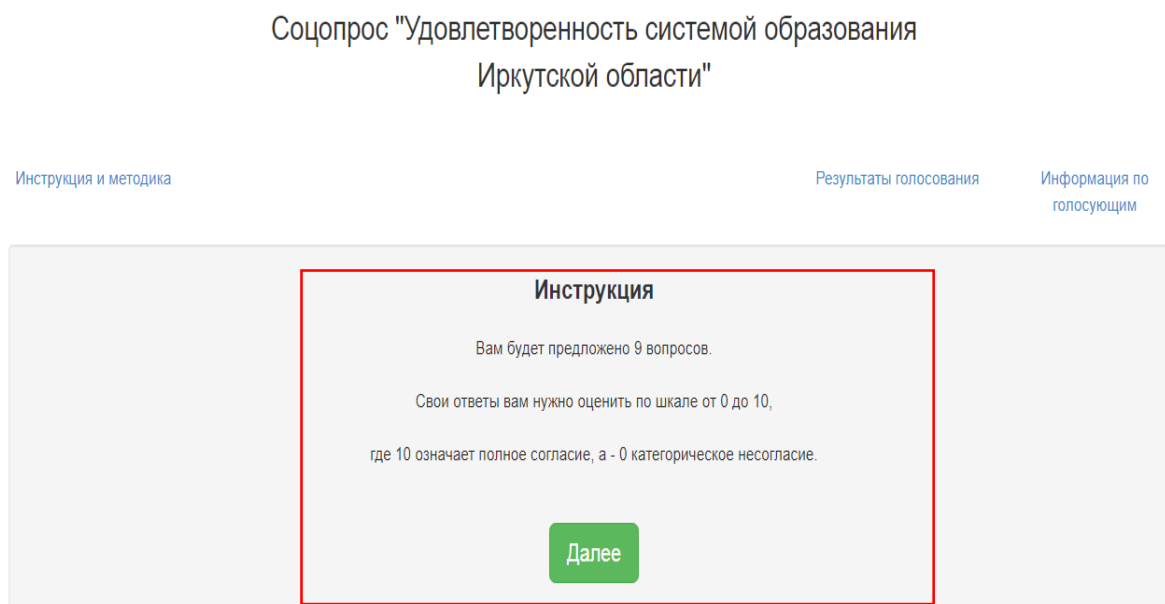 Соцопрос "Удовлетворенность системой образования
Иркутской области"
Инструкция и методика
Результаты голосования
Информация по
голосующим
Инструкция
Вам будет предложено 9 вопросов.
Свои ответы вам нужно оценить по шкале от 0 до 10,
где 10 означает полное согласие, а - 0 категорическое несогласие.
Далее